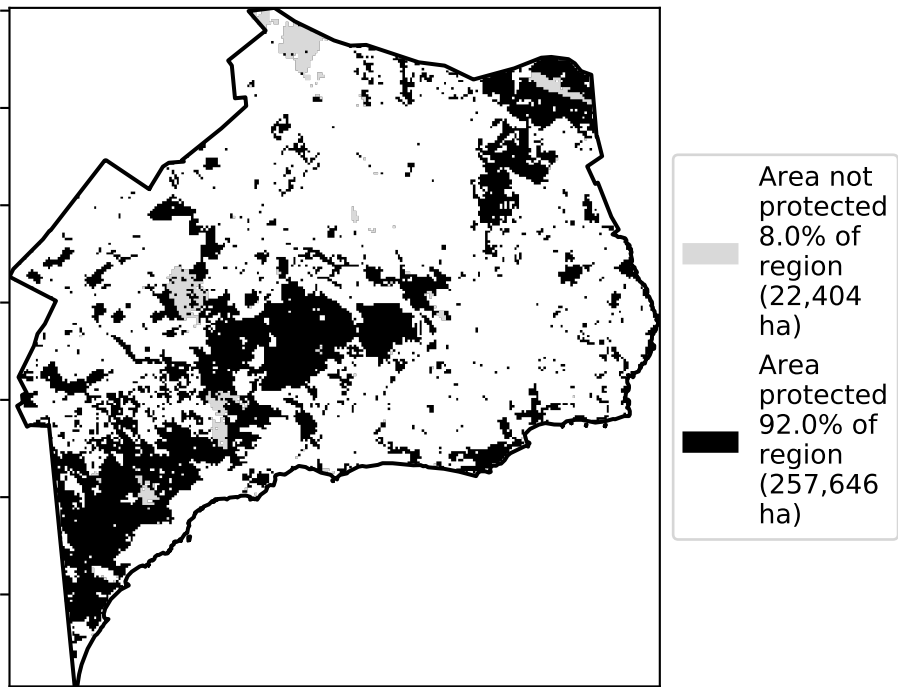 Area not
protected
8.0% of
region
(22,404
ha)
Area
protected
92.0% of
region
(257,646
ha)